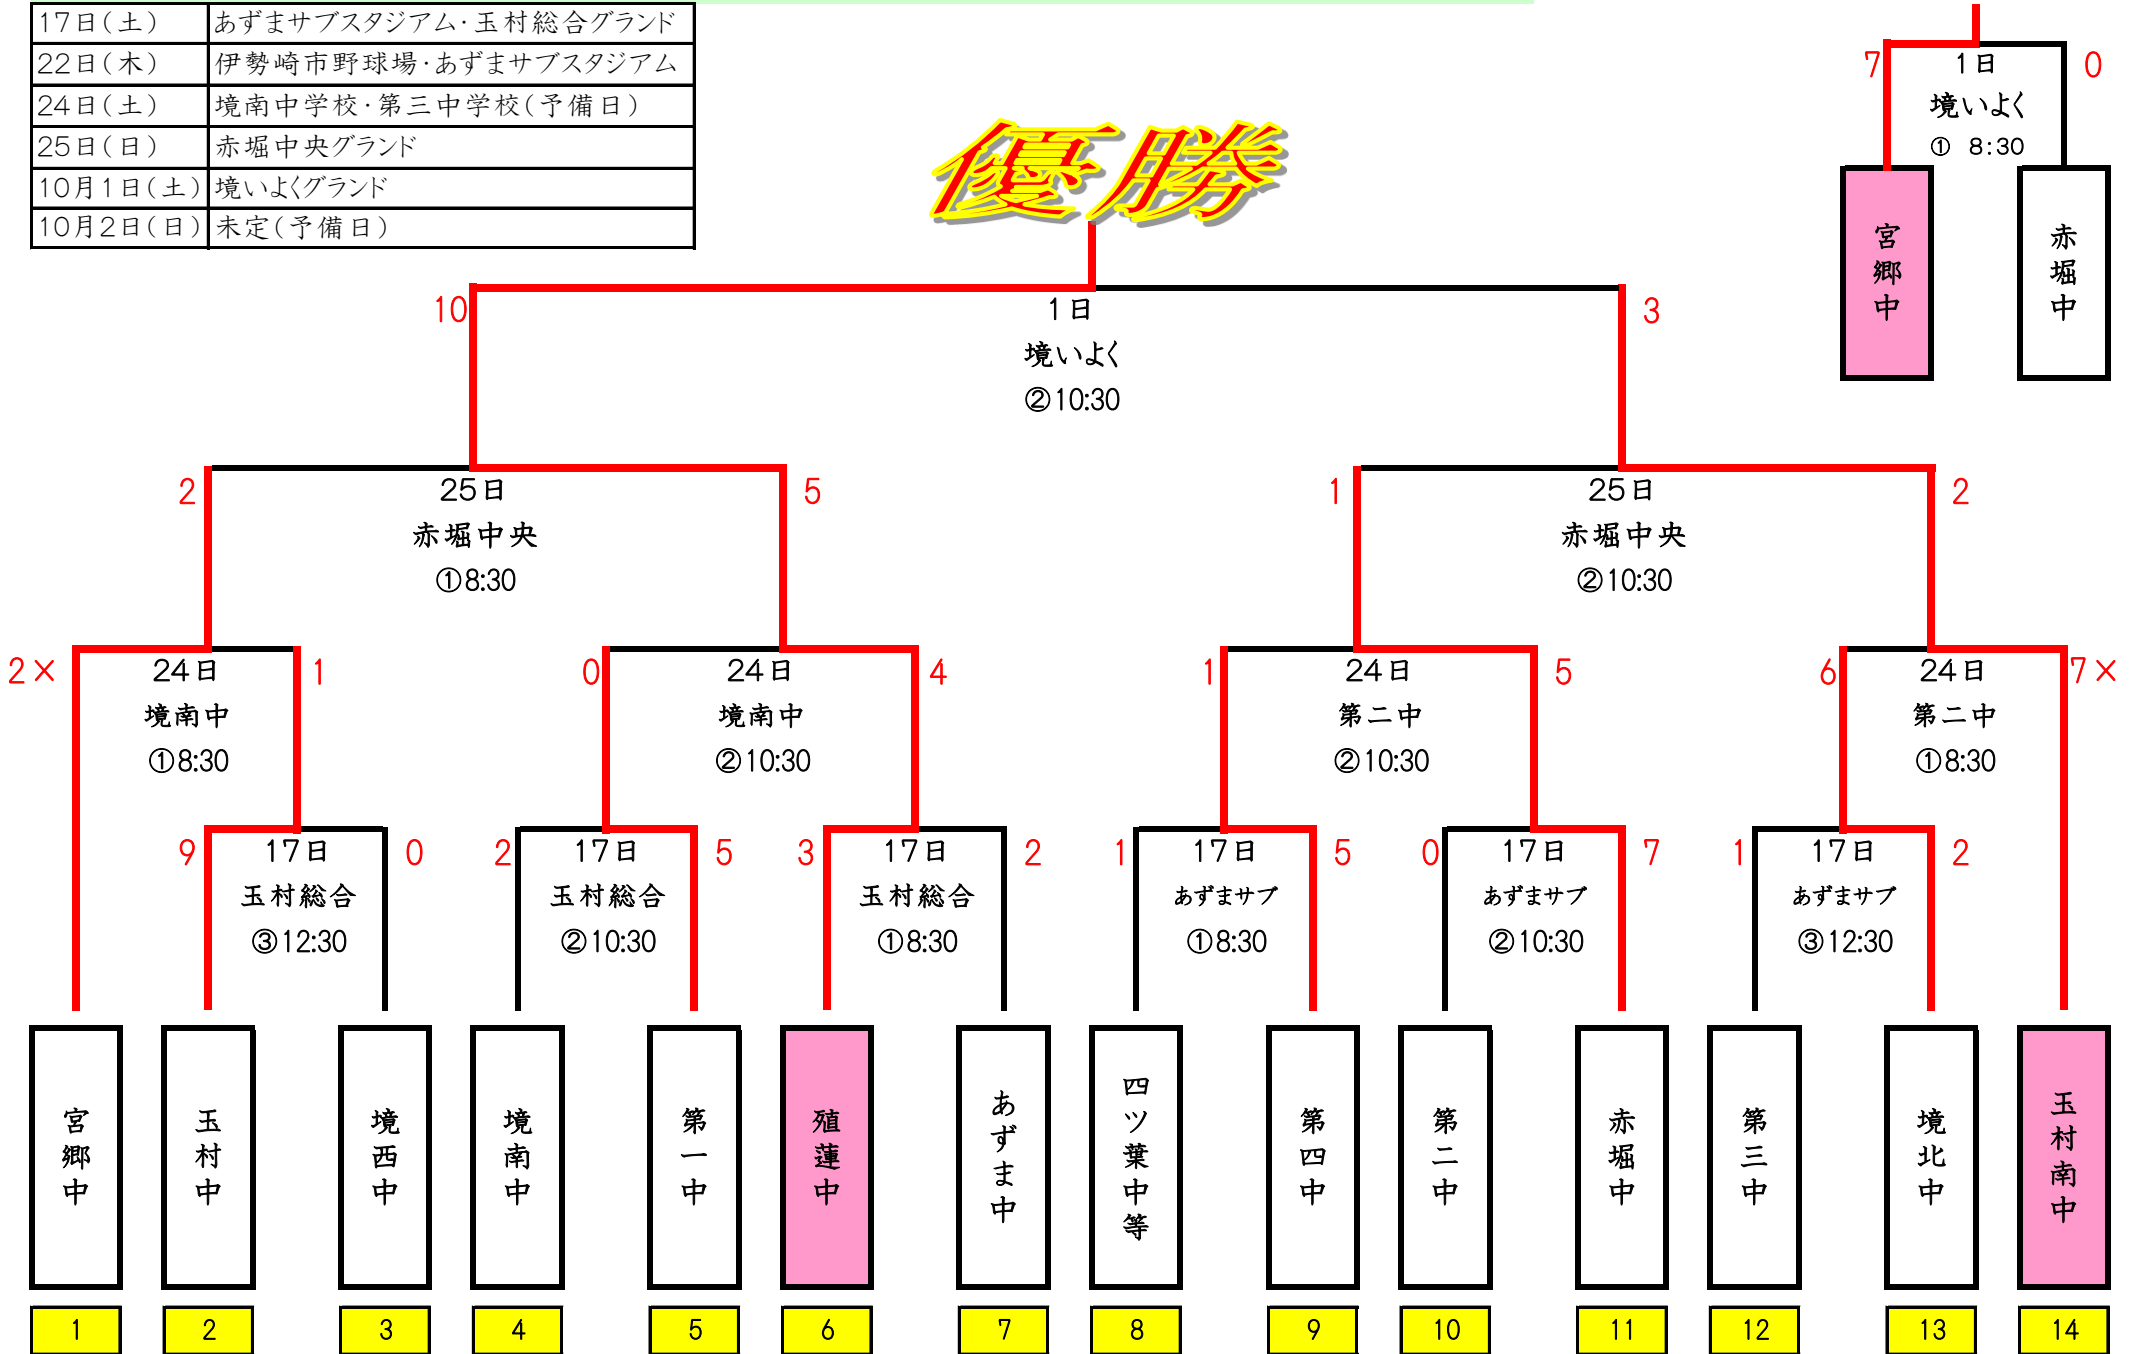 17日(土) あずまサブスタジアム・玉村総合グランド
22日(木) 伊勢崎市野球場・あずまサブスタジアム
24日(土) 境南中学校・第三中学校(予備日)
25日(日) 赤堀中央グランド
10月1日(土) 境いよくグランド
10月2日(日) 未定(予備日)
7 1日 0
境いよく
① 8:30
宮郷中 赤堀中
優勝
10 1日 3
境いよく
②10:30
2 25日 5 1 25日 2
赤堀中央 赤堀中央
①8:30 ②10:30
2× 24日 1 0 24日 4 1 24日 5 6 24日 7×
境南中 境南中 第二中 第二中
①8:30 ②10:30 ②10:30 ①8:30
9 17日 0 2 17日 5 3 17日 2 1 17日 5 0 17日 7 1 17日 2
玉村総合 玉村総合 玉村総合 あずまサブ あずまサブ あずまサブ
③12:30 ②10:30 ①8:30 ①8:30 ②10:30 ③12:30
宮郷中 玉村中 境西中 境南中 第一中 殖蓮中 あずま中 四ツ葉中等 第四中 第二中 赤堀中 第三中 境北中 玉村南中
1 2 3 4 5 6 7 8 9 10 11 12 13 14